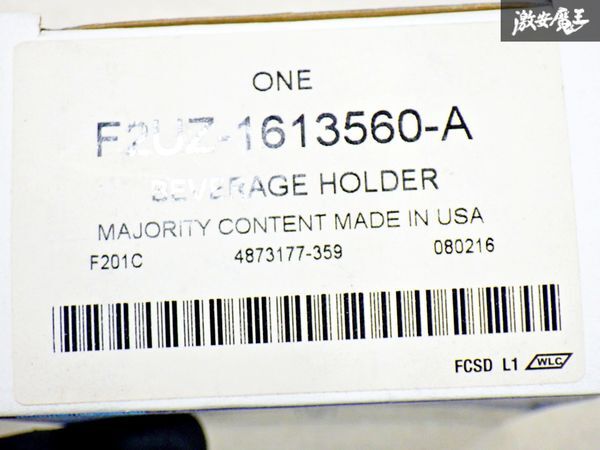 激安魔王
ONE
F2UZ-1613560-A
BEVERAGE HOLDER
MAJORITY CONTENT MADE IN USA
F201C 4873177-359 080216
FCSD L1 WLC